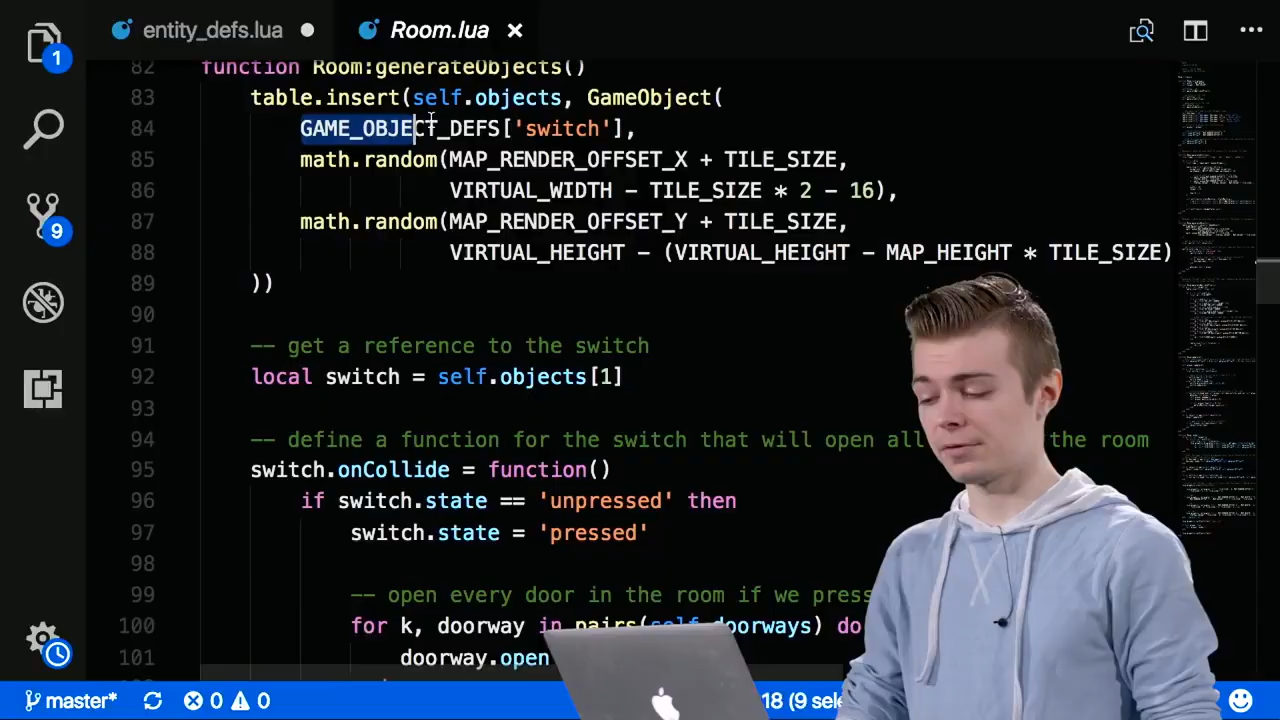 entity_defs.lua
Room.lua
1
9
82 function Room:generateObjects()
83 table.insert(self.objects, GameObject(
84 GAME_OBJECT_DEFS['switch'],
85 math.random(MAP_RENDER_OFFSET_X + TILE_SIZE,
86 VIRTUAL_WIDTH - TILE_SIZE * 2 - 16),
87 math.random(MAP_RENDER_OFFSET_Y + TILE_SIZE,
88 VIRTUAL_HEIGHT - (VIRTUAL_HEIGHT - MAP_HEIGHT * TILE_SIZE)
89 ))
90
91 -- get a reference to the switch
92 local switch = self.objects[1]
93
94 -- define a function for the switch that will open all the room
95 switch.onCollide = function()
96 if switch.state == 'unpressed' then
97 switch.state = 'pressed'
98
99 -- open every door in the room if we press
100 for k, doorway in pairs(self.doorways) do
101 doorway.open
master* 0 0 18 (9 sele